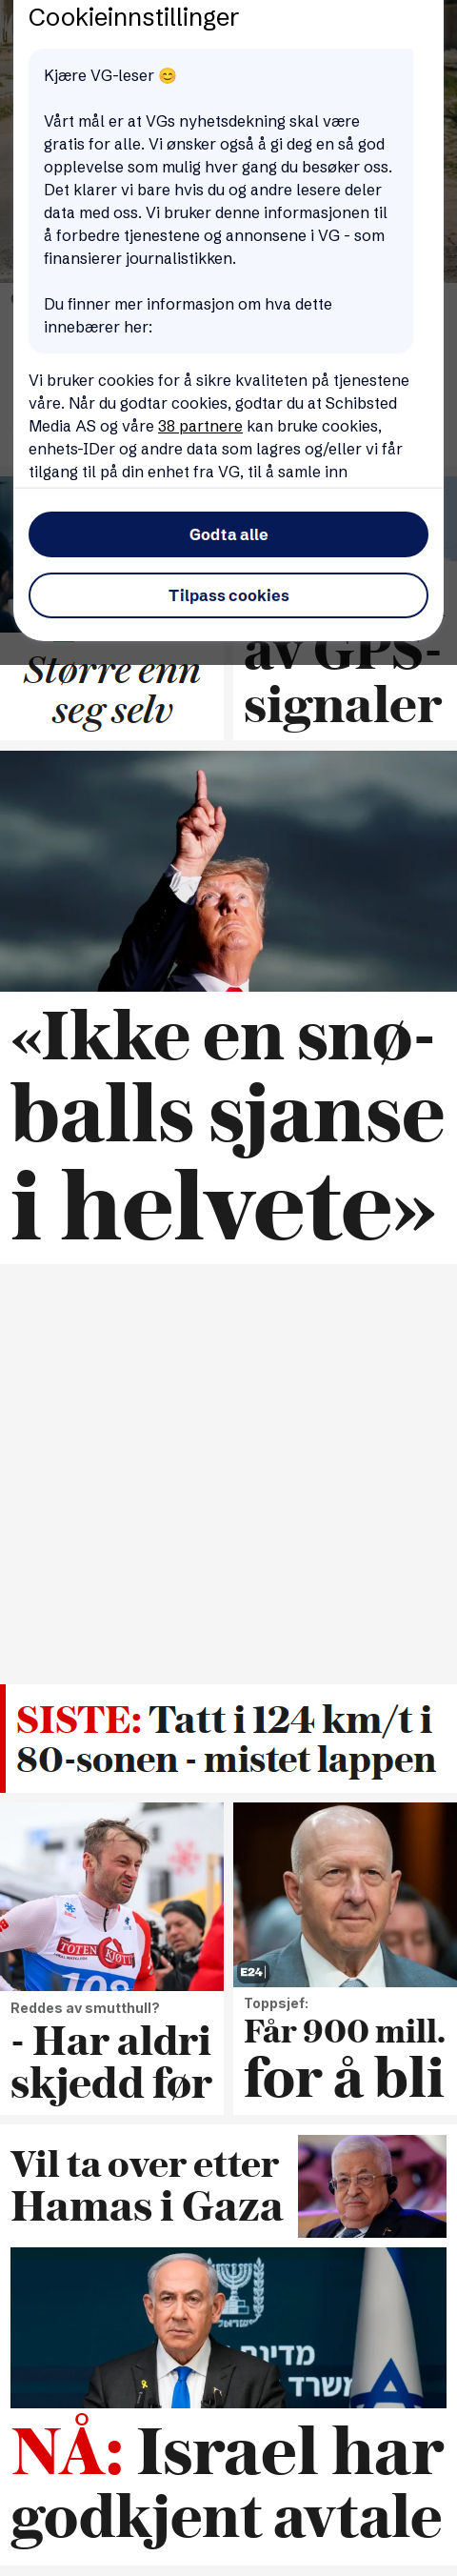 Cookieinnstillinger
Kjære VG-leser 😊
Vårt mål er at VGs nyhetsdekning skal være
gratis for alle. Vi ønsker også å gi deg en så god
opplevelse som mulig hver gang du besøker oss.
Det klarer vi bare hvis du og andre lesere deler
data med oss. Vi bruker denne informasjonen til
å forbedre tjenestene og annonsene i VG - som
finansierer journalistikken.
Du finner mer informasjon om hva dette
innebærer her:
Vi bruker cookies for å sikre kvaliteten på tjenestene
våre. Når du godtar cookies, godtar du at Schibsted
Media AS og våre 38 partnere kan bruke cookies,
enhets-IDer og andre data som lagres og/eller vi får
tilgang til på din enhet fra VG, til å samle inn
Godta alle
Tilpass cookies
Større enn
seg selv
av GPS-
signaler
«Ikke en snø-
balls sjanse
i helvete»
SISTE: Tatt i 124 km/t i
80-sonen - mistet lappen
TOTEN KJØTT
108
E24
Reddes av smutthull?
- Har aldri
skjedd før
Toppsjef:
Får 900 mill.
for å bli
Vil ta over etter
Hamas i Gaza
מדינת
משרד
NÅ: Israel har
godkjent avtale